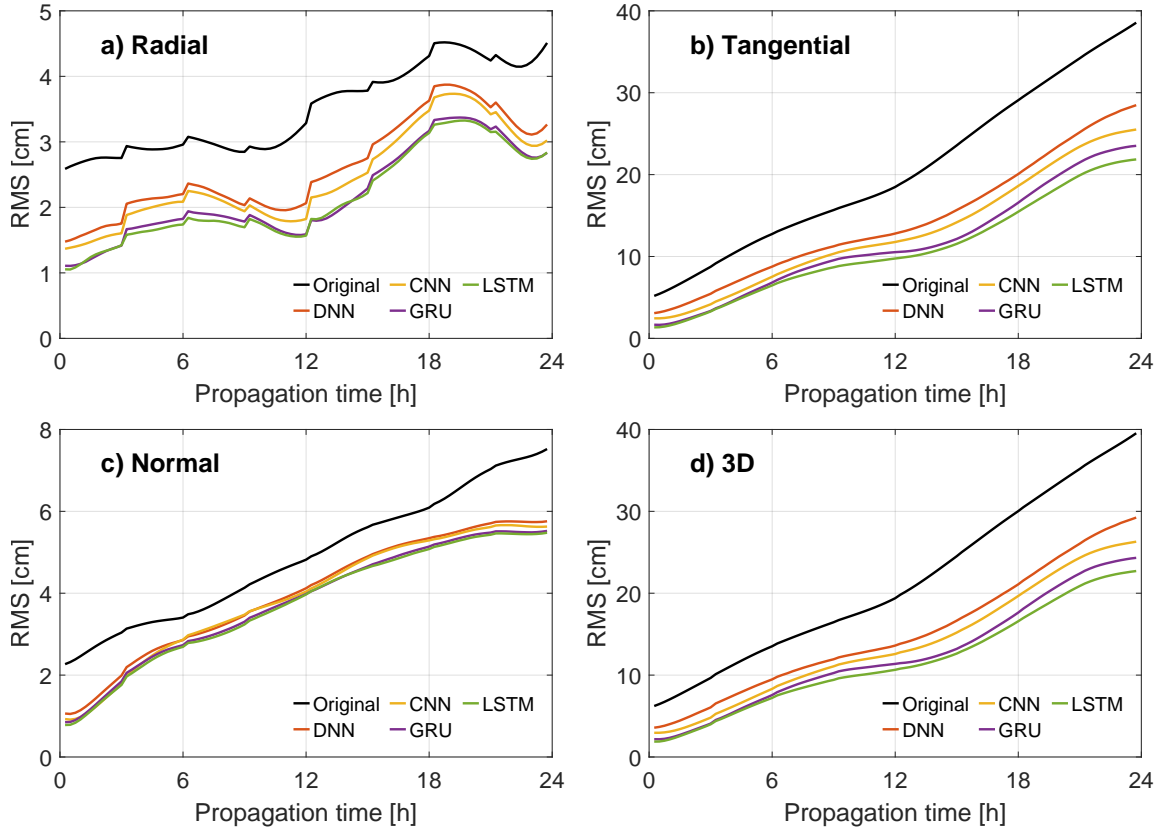 a) Radial
RMS [cm]
5
4
3
2
1
0
Original CNN LSTM
DNN GRU
0 6 12 18 24
Propagation time [h]
b) Tangential
RMS [cm]
40
30
20
10
0
Original CNN LSTM
DNN GRU
0 6 12 18 24
Propagation time [h]
c) Normal
RMS [cm]
8
6
4
2
0
Original CNN LSTM
DNN GRU
0 6 12 18 24
Propagation time [h]
d) 3D
RMS [cm]
40
30
20
10
0
Original CNN LSTM
DNN GRU
0 6 12 18 24
Propagation time [h]